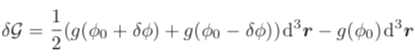 δ𝒢 = 1/2 (g(ϕ₀ + δϕ) + g(ϕ₀ − δϕ)) d³𝒓 − g(ϕ₀) d³𝒓